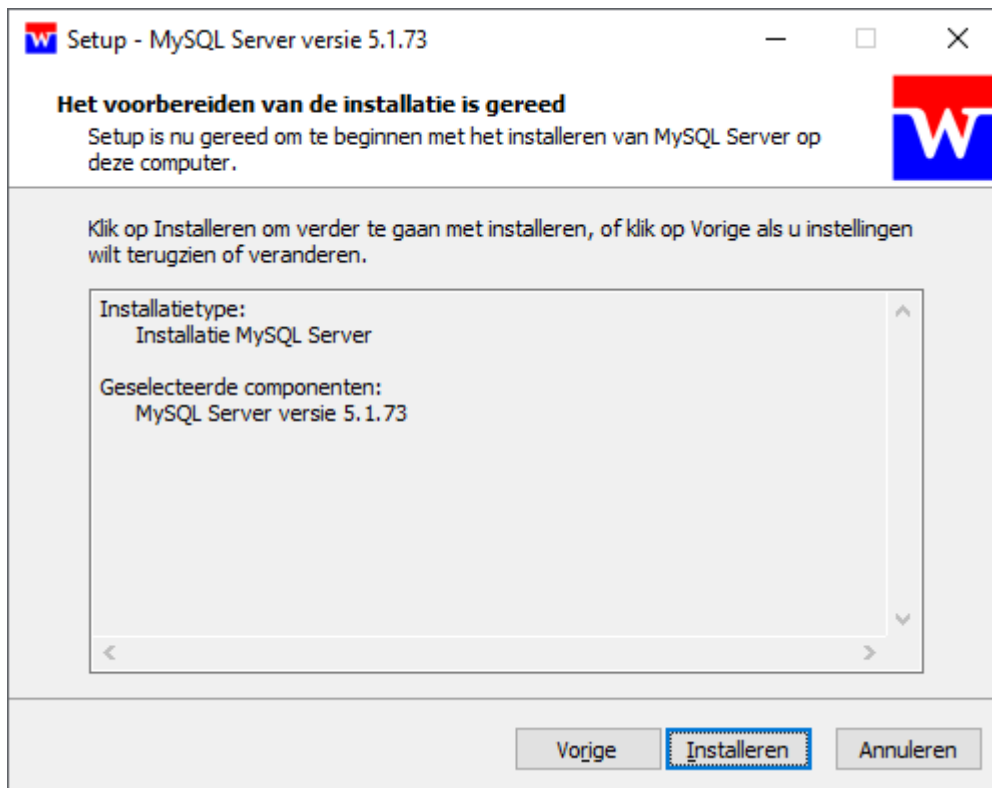 W Setup - MySQL Server versie 5.1.73
Het voorbereiden van de installatie is gereed
Setup is nu gereed om te beginnen met het installeren van MySQL Server op
deze computer.
W
Klik op Installeren om verder te gaan met installeren, of klik op Vorige als u instellingen
wilt terugzien of veranderen.
Installatietype:
Installatie MySQL Server
Geselecteerde componenten:
MySQL Server versie 5.1.73
Vorige Installeren Annuleren